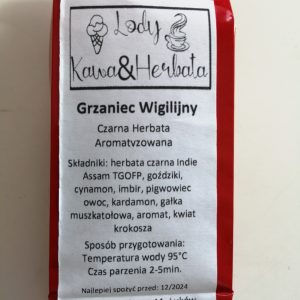 Lody
Kawa&Herbata
Grzaniec Wigilijny
Czarna Herbata
Aromatyzowana
Składniki: herbata czarna Indie
Assam TGOFP, goździki,
cynamon, imbir, pigwowiec
owoc, kardamon, gałka
muszkatołowa, aromat, kwiat
krokosza
Sposób przygotowania:
Temperatura wody 95°C
Czas parzenia 2-5min.
Najlepiej spożyć przed: 12/2024